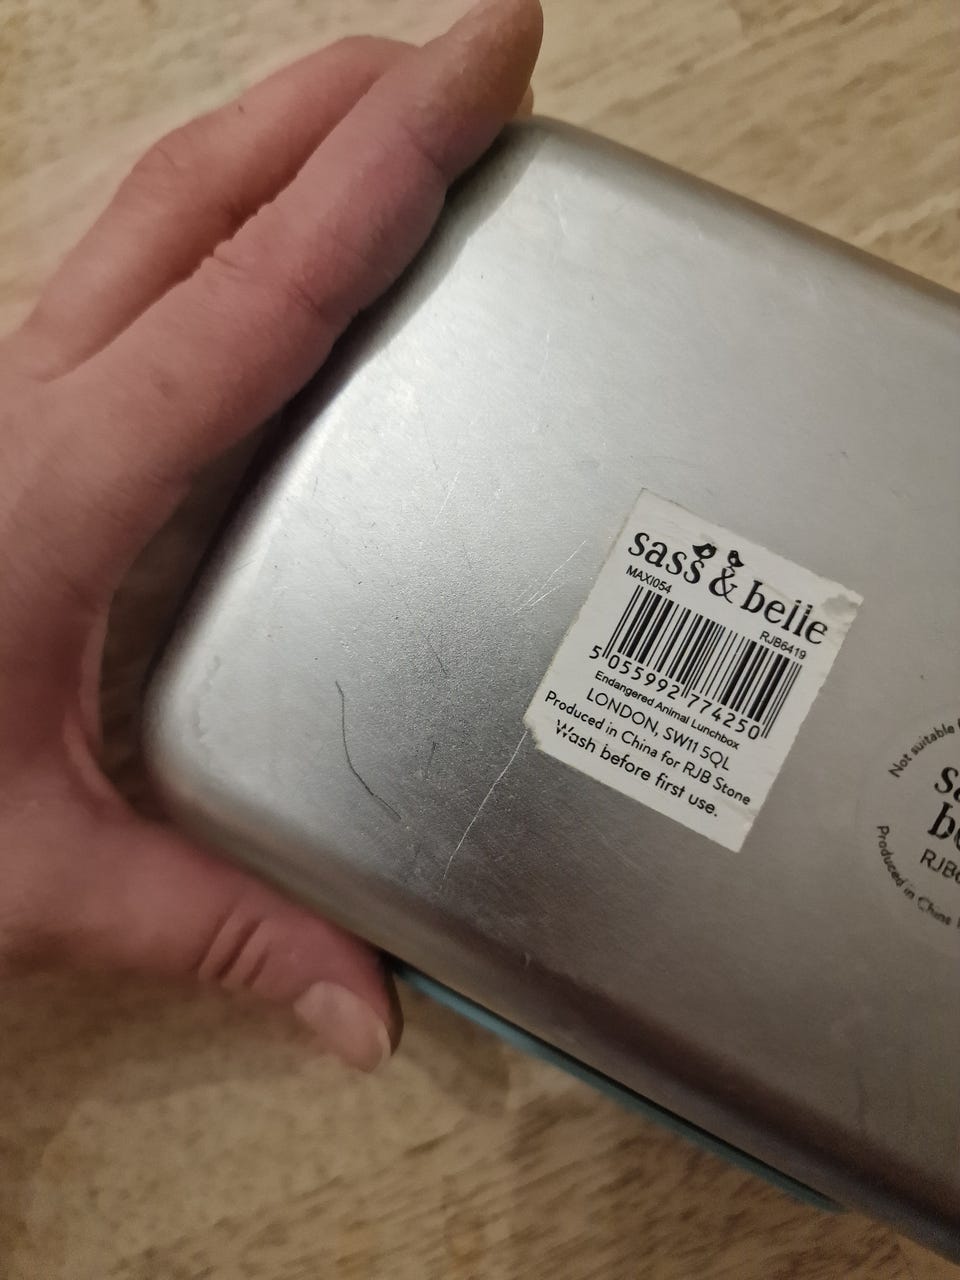 sass & belle
MAXI054
RJB6419
5 055992 774250
Endangered Animal Lunchbox
LONDON, SW11 5QL
Produced in China for RJB Stone
Wash before first use.
Not suitable
Produced in China